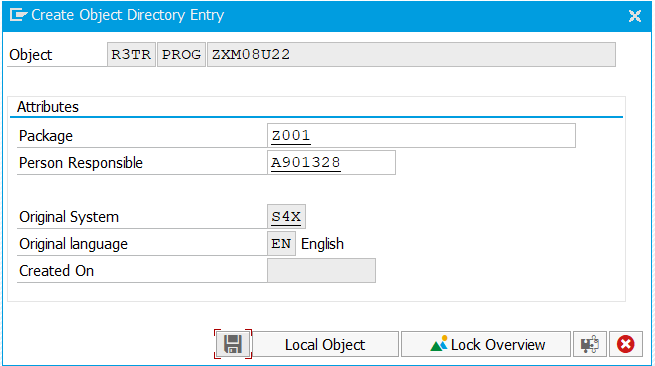 Create Object Directory Entry
Object R3TR PROG ZXM08U22
Attributes
Package Z001
Person Responsible A901328
Original System S4X
Original language EN English
Created On
Local Object Lock Overview